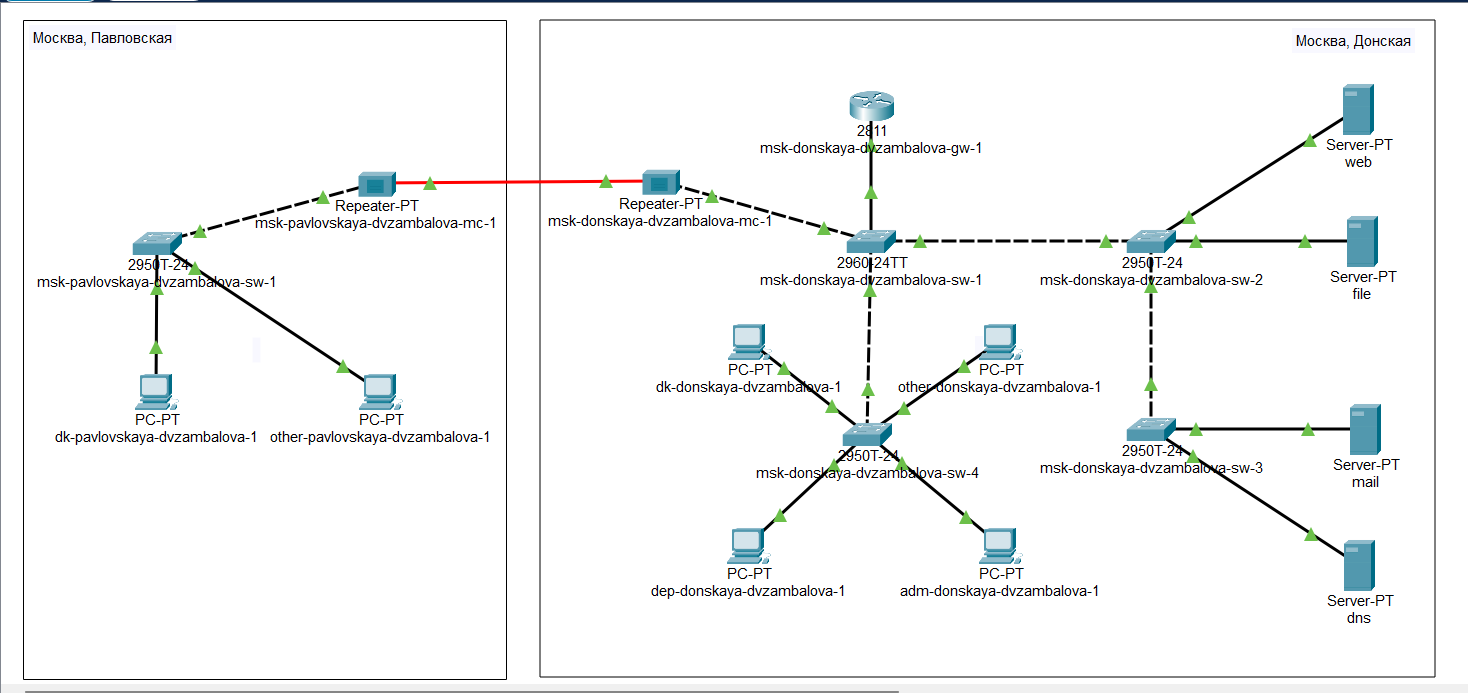 Москва, Павловская
Repeater-PT
msk-pavlovskaya-dvzambalova-mc-1
2950T-24
msk-pavlovskaya-dvzambalova-sw-1
PC-PT
dk-pavlovskaya-dvzambalova-1
PC-PT
other-pavlovskaya-dvzambalova-1
Москва, Донская
2811
msk-donskaya-dvzambalova-gw-1
Repeater-PT
msk-donskaya-dvzambalova-mc-1
2960-24TT
msk-donskaya-dvzambalova-sw-1
2950T-24
msk-donskaya-dvzambalova-sw-2
Server-PT
web
Server-PT
file
PC-PT
dk-donskaya-dvzambalova-1
PC-PT
other-donskaya-dvzambalova-1
2950T-24
msk-donskaya-dvzambalova-sw-4
2950T-24
msk-donskaya-dvzambalova-sw-3
Server-PT
mail
PC-PT
dep-donskaya-dvzambalova-1
PC-PT
adm-donskaya-dvzambalova-1
Server-PT
dns